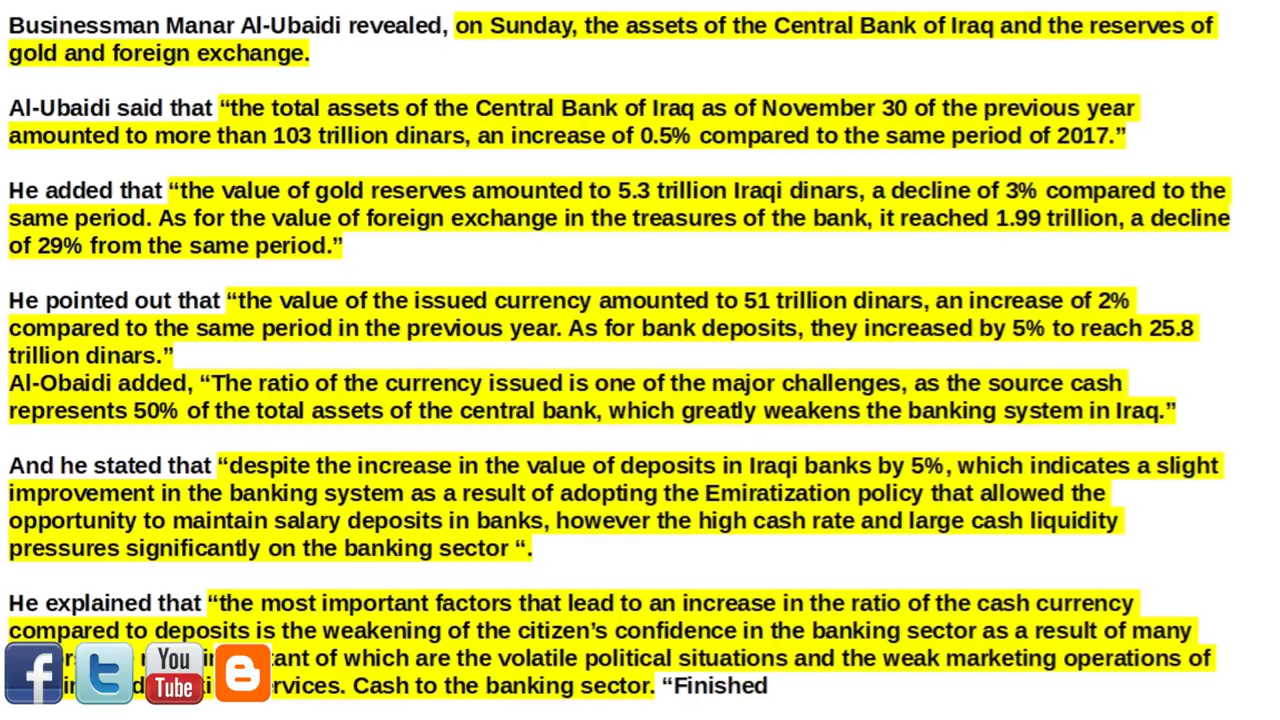 Businessman Manar Al-Ubaidi revealed, on Sunday, the assets of the Central Bank of Iraq and the reserves of
gold and foreign exchange.
Al-Ubaidi said that “the total assets of the Central Bank of Iraq as of November 30 of the previous year
amounted to more than 103 trillion dinars, an increase of 0.5% compared to the same period of 2017.”
He added that “the value of gold reserves amounted to 5.3 trillion Iraqi dinars, a decline of 3% compared to the
same period. As for the value of foreign exchange in the treasures of the bank, it reached 1.99 trillion, a decline
of 29% from the same period.”
He pointed out that “the value of the issued currency amounted to 51 trillion dinars, an increase of 2%
compared to the same period in the previous year. As for bank deposits, they increased by 5% to reach 25.8
trillion dinars.”
Al-Obaidi added, “The ratio of the currency issued is one of the major challenges, as the source cash
represents 50% of the total assets of the central bank, which greatly weakens the banking system in Iraq.”
And he stated that “despite the increase in the value of deposits in Iraqi banks by 5%, which indicates a slight
improvement in the banking system as a result of adopting the Emiratization policy that allowed the
opportunity to maintain salary deposits in banks, however the high cash rate and large cash liquidity
pressures significantly on the banking sector “.
He explained that “the most important factors that lead to an increase in the ratio of the cash currency
compared to deposits is the weakening of the citizen’s confidence in the banking sector as a result of many
of which are the volatile political situations and the weak marketing operations of
Cash to the banking sector. “Finished
You
Tube